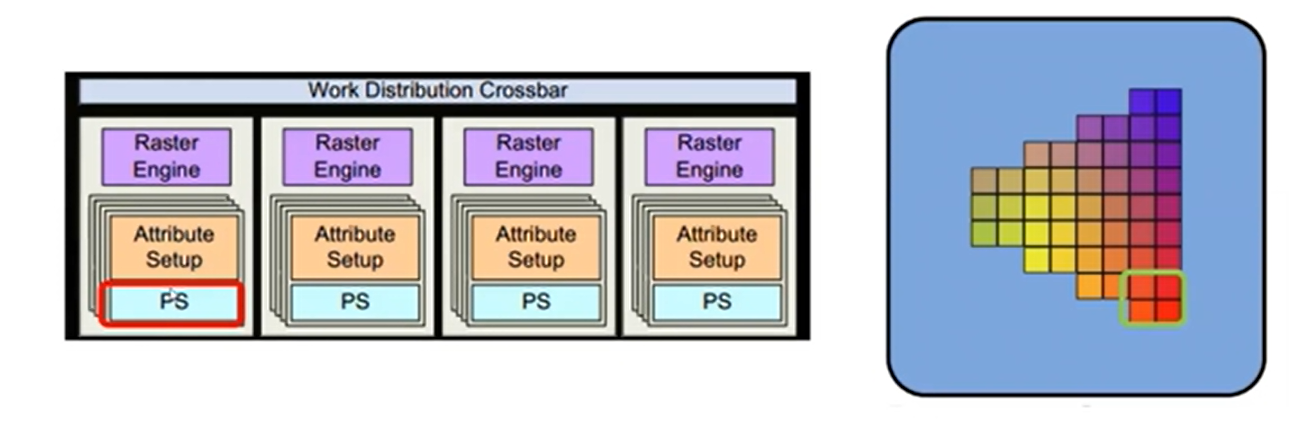 Work Distribution Crossbar
Raster
Engine
Raster
Engine
Raster
Engine
Raster
Engine
Attribute
Setup
Attribute
Setup
Attribute
Setup
Attribute
Setup
PS
PS
PS
PS